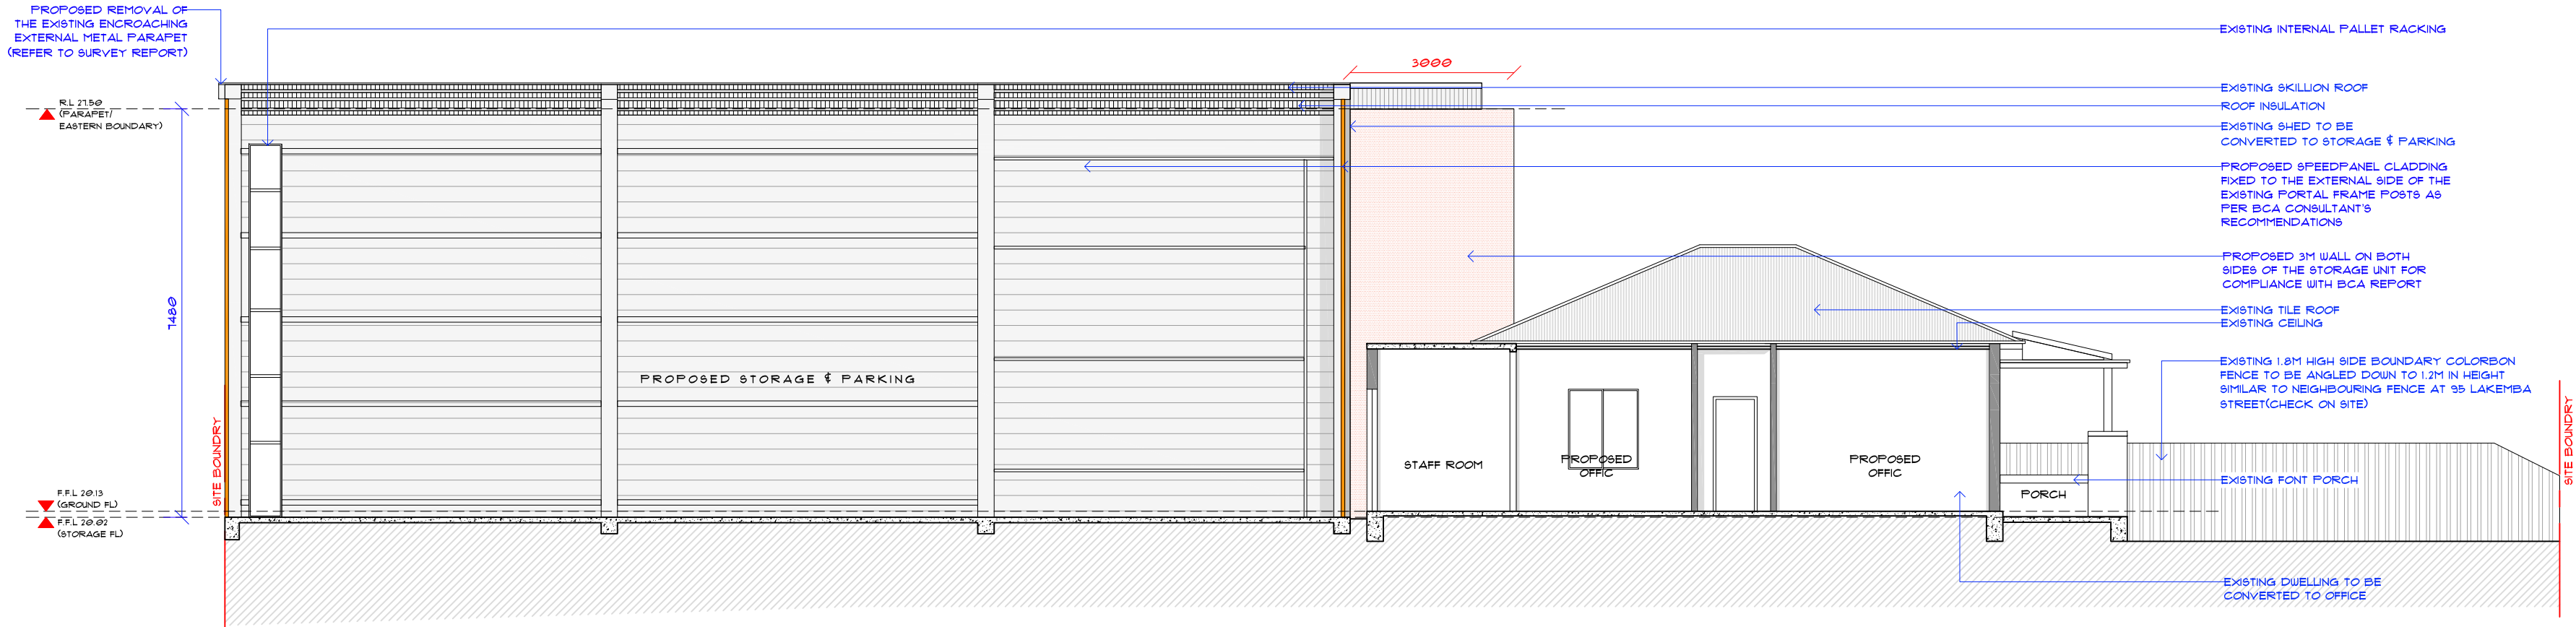 PROPOSED REMOVAL OF
THE EXISTING ENCROACHING
EXTERNAL METAL PARAPET
(REFER TO SURVEY REPORT)
EXISTING INTERNAL PALLET RACKING
3000
EXISTING SKILLION ROOF
R.L 27.50
(PARAPET/
EASTERN BOUNDARY)
ROOF INSULATION
EXISTING SHED TO BE
CONVERTED TO STORAGE & PARKING
PROPOSED SPEEDPANEL CLADDING
FIXED TO THE EXTERNAL SIDE OF THE
EXISTING PORTAL FRAME POSTS AS
PER BCA CONSULTANT'S
RECOMMENDATIONS
PROPOSED 3M WALL ON BOTH
SIDES OF THE STORAGE UNIT FOR
COMPLIANCE WITH BCA REPORT
7480
EXISTING TILE ROOF
EXISTING CEILING
PROPOSED STORAGE & PARKING
EXISTING 1.8M HIGH SIDE BOUNDARY COLORBON
FENCE TO BE ANGLED DOWN TO 1.2M IN HEIGHT
SIMILAR TO NEIGHBOURING FENCE AT 95 LAKEMBA
STREET(CHECK ON SITE)
SITE BOUNDRY
SITE BOUNDRY
STAFF ROOM
PROPOSED
OFFIC
PROPOSED
OFFIC
EXISTING FONT PORCH
PORCH
F.F.L 20.13
(GROUND FL)
F.F.L 20.02
(STORAGE FL)
EXISTING DWELLING TO BE
CONVERTED TO OFFICE